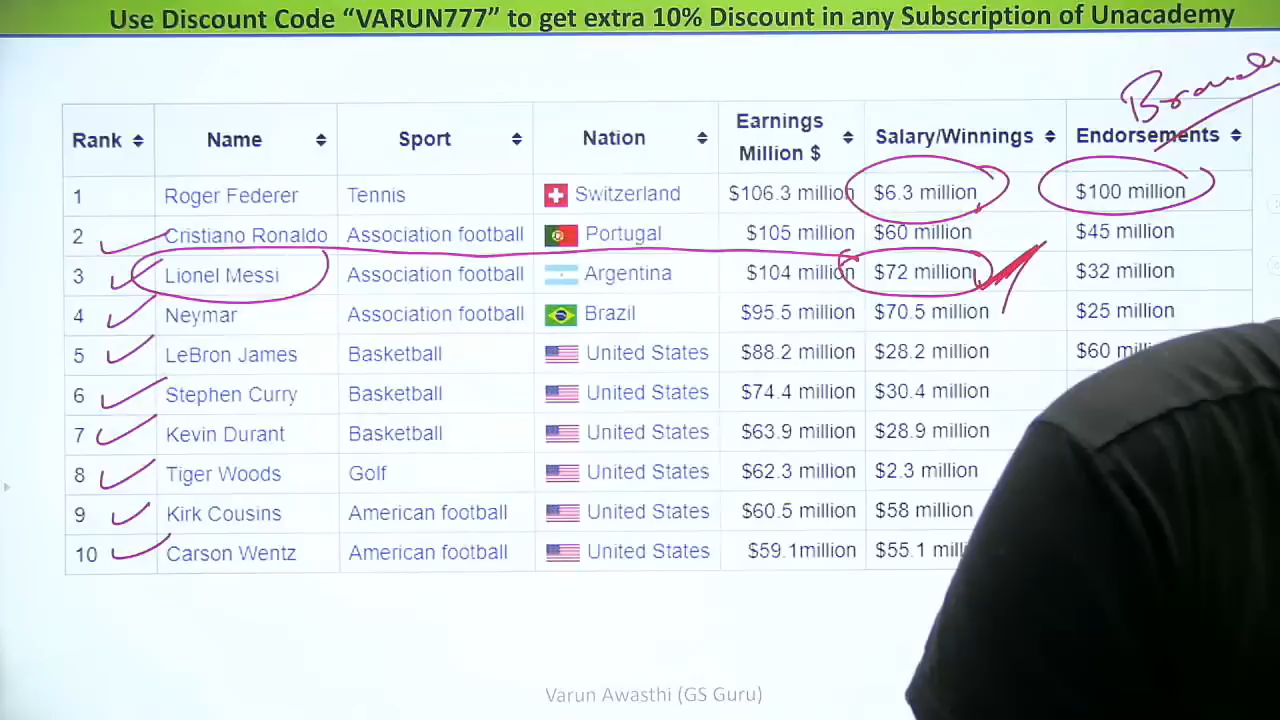 Use Discount Code “VARUN777” to get extra 10% Discount in any Subscription of Unacademy
Rank Name Sport Nation Earnings Million $ Salary/Winnings Endorsements
1 Roger Federer Tennis Switzerland $106.3 million $6.3 million $100 million
2 Cristiano Ronaldo Association football Portugal $105 million $60 million $45 million
3 Lionel Messi Association football Argentina $104 million $72 million $32 million
4 Neymar Association football Brazil $95.5 million $70.5 million $25 million
5 LeBron James Basketball United States $88.2 million $28.2 million $60
6 Stephen Curry Basketball United States $74.4 million $30.4 million
7 Kevin Durant Basketball United States $63.9 million $28.9 million
8 Tiger Woods Golf United States $62.3 million $2.3 million
9 Kirk Cousins American football United States $60.5 million $58 million
10 Carson Wentz American football United States $59.1million $55.1
Varun Awasthi (GS Guru)